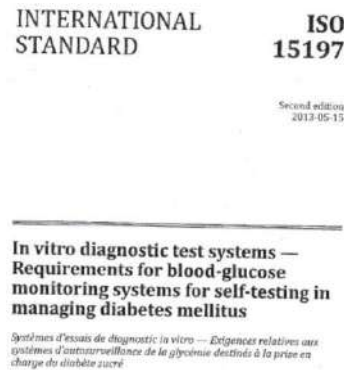 INTERNATIONAL
STANDARD
ISO
15197
Second edition
2013-05-15
In vitro diagnostic test systems —
Requirements for blood-glucose
monitoring systems for self-testing in
managing diabetes mellitus
Systèmes d'essais de diagnostic in vitro — Exigences relatives aux
systèmes d'autosurveillance de la glycémie destinés à la prise en
charge du diabète sucré